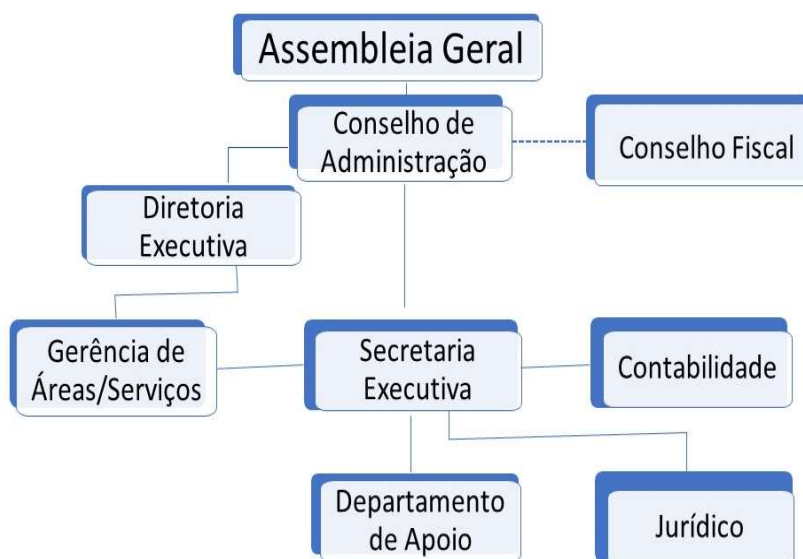 Assembleia Geral
Conselho de
Administração
Conselho Fiscal
Diretoria
Executiva
Gerência de
Áreas/Serviços
Secretaria
Executiva
Contabilidade
Departamento
de Apoio
Jurídico